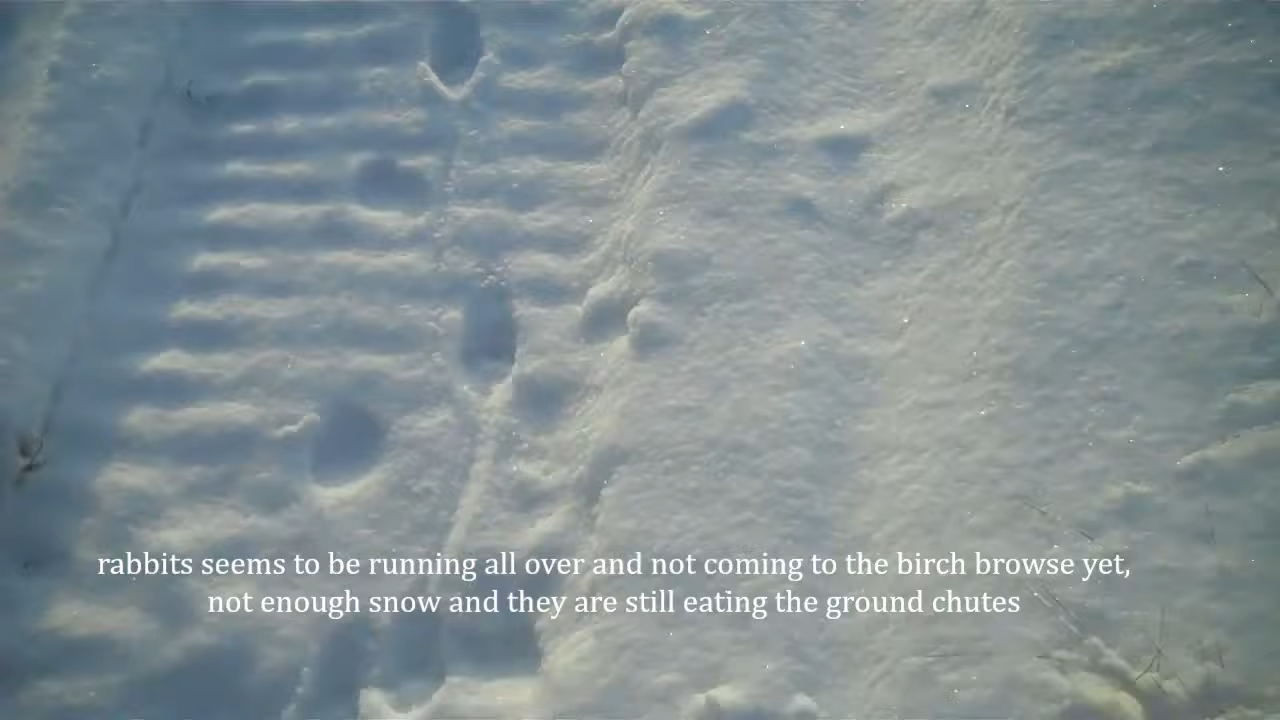 rabbits seems to be running all over and not coming to the birch browse yet,
not enough snow and they are still eating the ground chutes